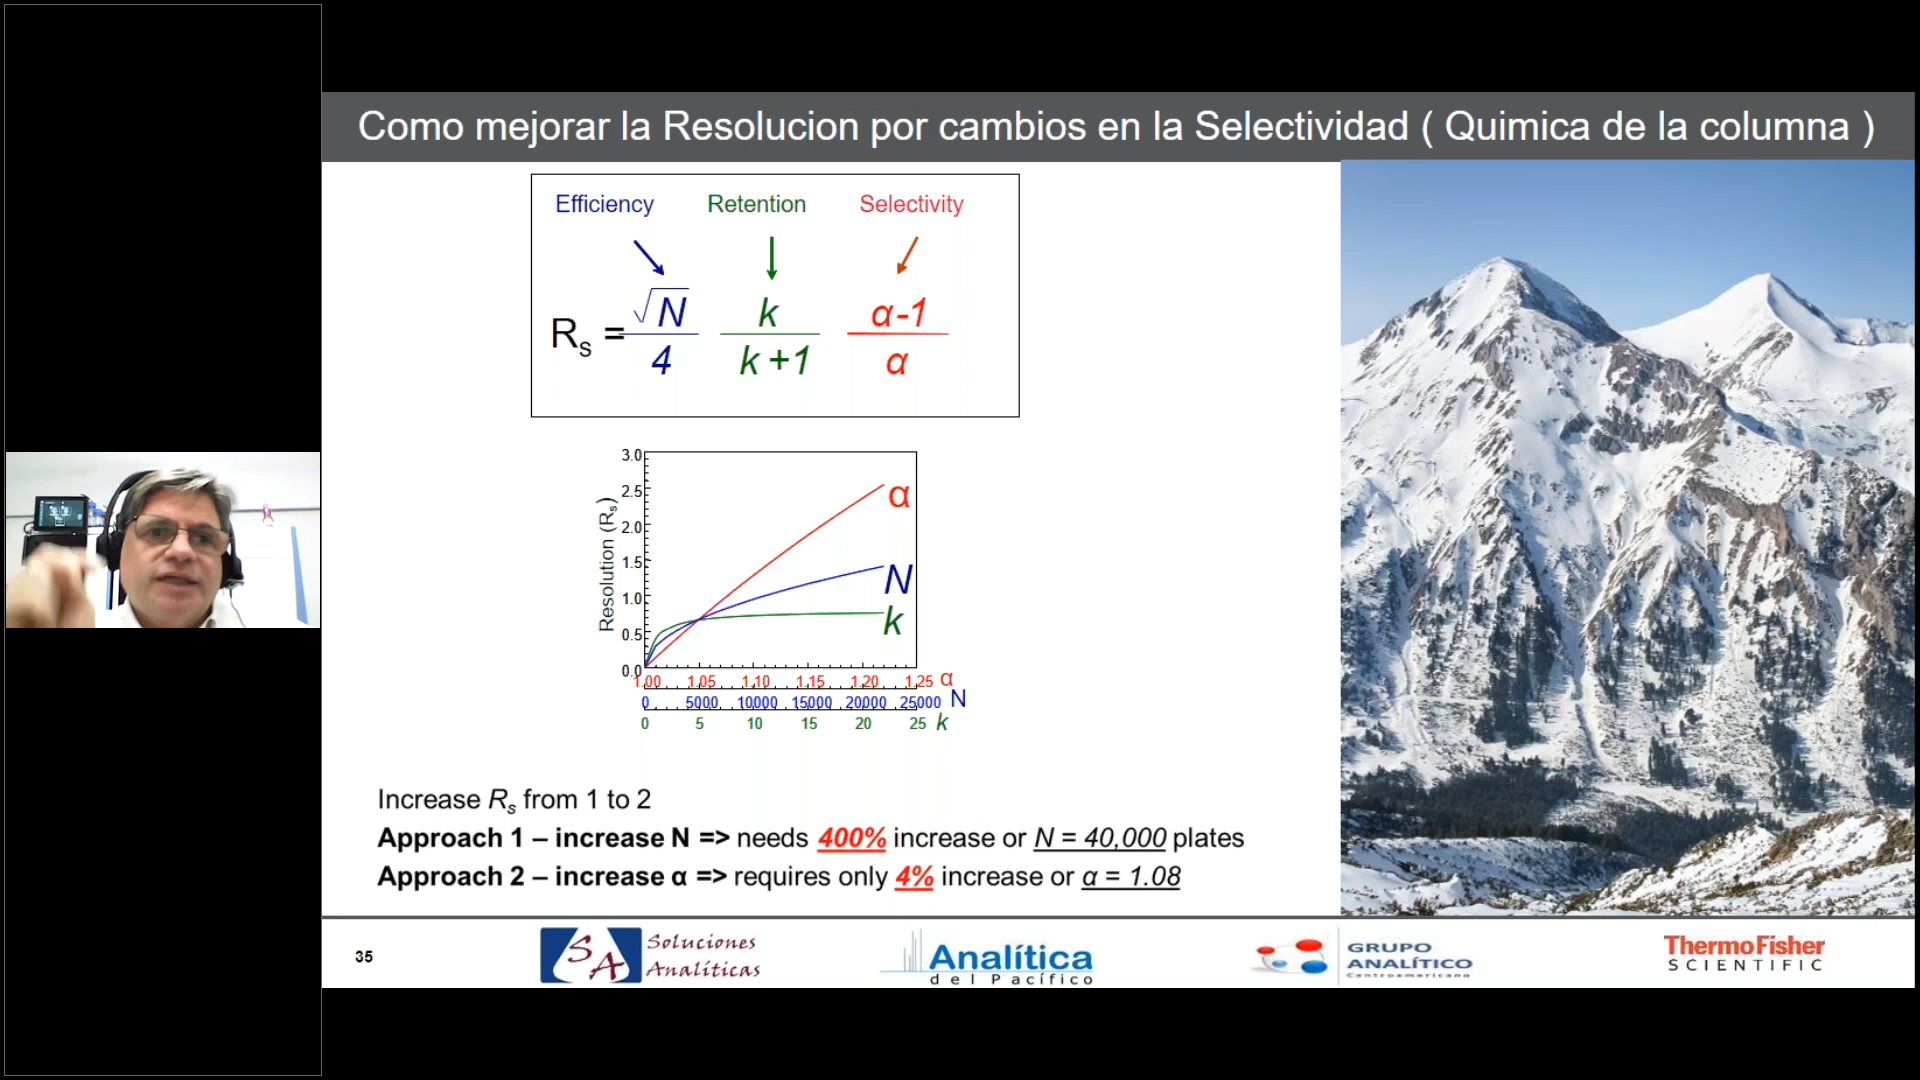 Como mejorar la Resolucion por cambios en la Selectividad ( Quimica de la columna )
Efficiency Retention Selectivity
Rs = √N/4 k/k+1 α-1/α
Resolution (Rs)
3.0
2.5
2.0
1.5
1.0
0.5
0.0
α
N
k
1.00 1.05 1.10 1.15 1.20 1.25 α
0 5000 10000 15000 20000 25000 N
0 5 10 15 20 25 k
Increase Rs from 1 to 2
Approach 1 – increase N => needs 400% increase or N = 40,000 plates
Approach 2 – increase α => requires only 4% increase or α = 1.08
35
SA
Soluciones
Analíticas
Analítica
del Pacífico
GRUPO
ANALÍTICO
Centroamericano
ThermoFisher
SCIENTIFIC